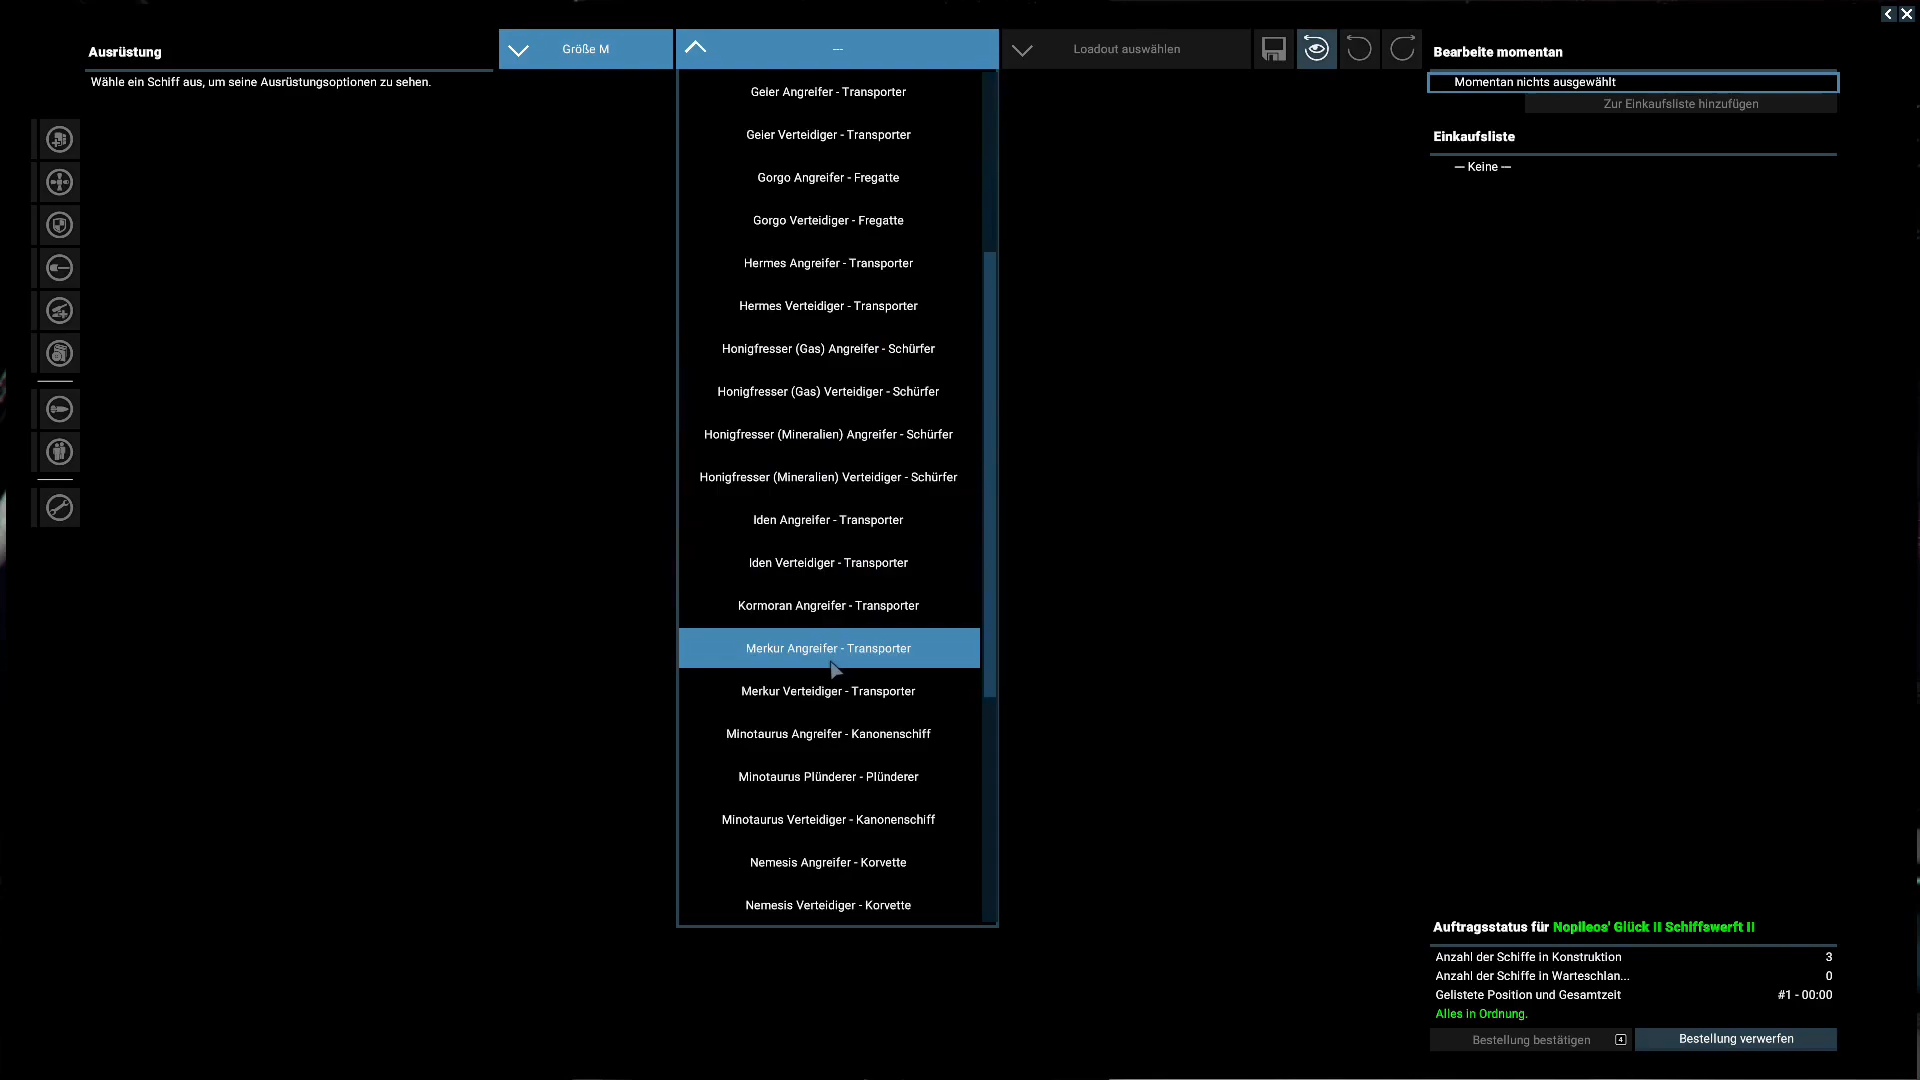 Ausrüstung
Wähle ein Schiff aus, um seine Ausrüstungsoptionen zu sehen.
Größe M
---
Geier Angreifer - Transporter
Geier Verteidiger - Transporter
Gorgo Angreifer - Fregatte
Gorgo Verteidiger - Fregatte
Hermes Angreifer - Transporter
Hermes Verteidiger - Transporter
Honigfresser (Gas) Angreifer - Schürfer
Honigfresser (Gas) Verteidiger - Schürfer
Honigfresser (Mineralien) Angreifer - Schürfer
Honigfresser (Mineralien) Verteidiger - Schürfer
Iden Angreifer - Transporter
Iden Verteidiger - Transporter
Kormoran Angreifer - Transporter
Merkur Angreifer - Transporter
Merkur Verteidiger - Transporter
Minotaurus Angreifer - Kanonenschiff
Minotaurus Plünderer - Plünderer
Minotaurus Verteidiger - Kanonenschiff
Nemesis Angreifer - Korvette
Nemesis Verteidiger - Korvette
Loadout auswählen
Bearbeite momentan
Momentan nichts ausgewählt
Zur Einkaufsliste hinzufügen
Einkaufsliste
— Keine —
Auftragsstatus für Nopileos' Glück II Schiffswerft II
Anzahl der Schiffe in Konstruktion 3
Anzahl der Schiffe in Warteschlan... 0
Gelistete Position und Gesamtzeit #1 - 00:00
Alles in Ordnung.
Bestellung bestätigen 4
Bestellung verwerfen